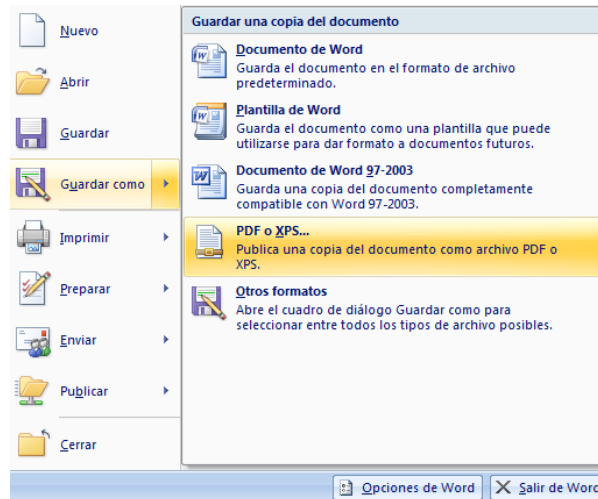 Nuevo
Abrir
Guardar
Guardar como
Imprimir
Preparar
Enviar
Publicar
Cerrar
Guardar una copia del documento
Documento de Word
Guarda el documento en el formato de archivo
predeterminado.
Plantilla de Word
Guarda el documento como una plantilla que puede
utilizarse para dar formato a documentos futuros.
Documento de Word 97-2003
Guarda una copia del documento completamente
compatible con Word 97-2003.
PDF o XPS...
Publica una copia del documento como archivo PDF o
XPS.
Otros formatos
Abre el cuadro de diálogo Guardar como para
seleccionar entre todos los tipos de archivo posibles.
Opciones de Word
Salir de Word